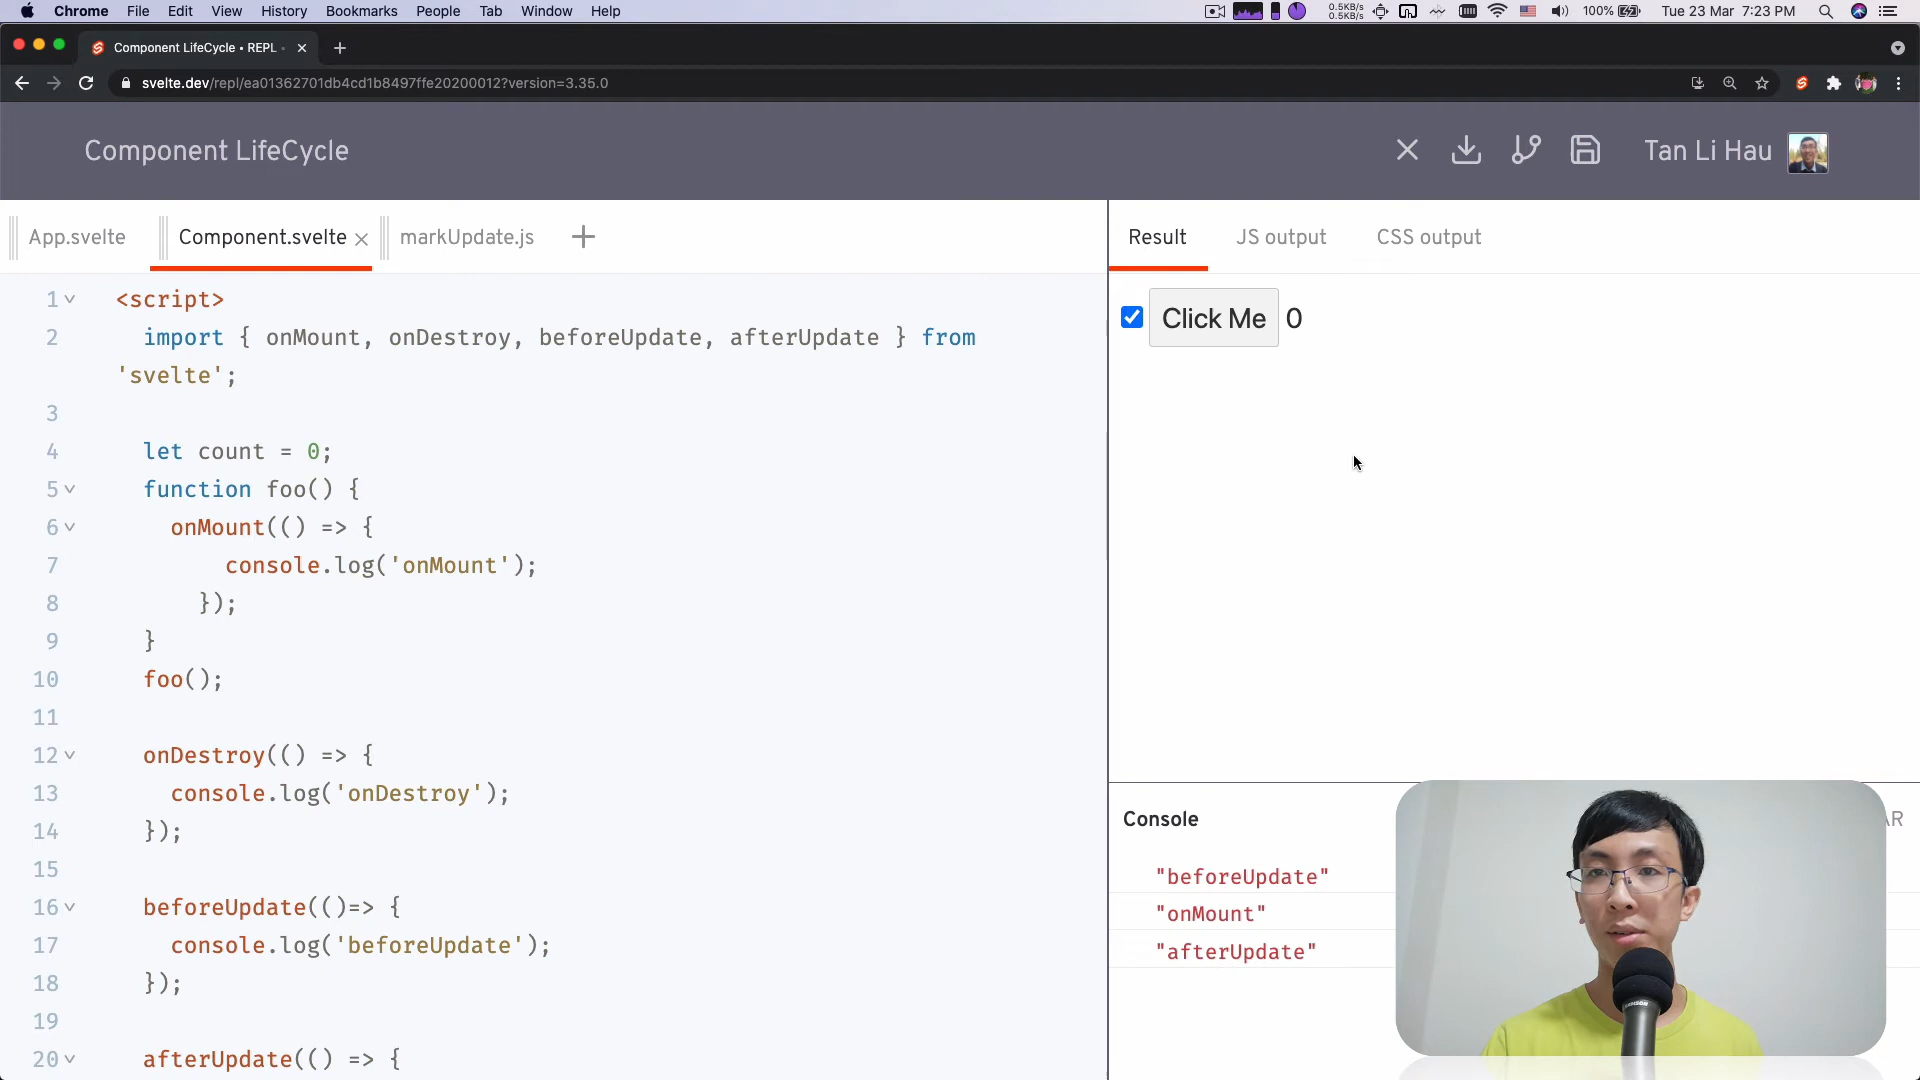 Chrome File Edit View History Bookmarks People Tab Window Help
0.5KB/s
0.5KB/s
100%
Tue 23 Mar 7:23 PM
Component LifeCycle • REPL
svelte.dev/repl/ea01362701db4cd1b8497ffe20200012?version=3.35.0
Component LifeCycle
Tan Li Hau
App.svelte
Component.svelte
markUpdate.js
Result
JS output
CSS output
1 <script>
2 import { onMount, onDestroy, beforeUpdate, afterUpdate } from
'svelte';
3
4 let count = 0;
5 function foo() {
6 onMount(() => {
7 console.log('onMount');
8 });
9 }
10 foo();
11
12 onDestroy(() => {
13 console.log('onDestroy');
14 });
15
16 beforeUpdate(()=> {
17 console.log('beforeUpdate');
18 });
19
20 afterUpdate(() => {
Click Me 0
Console
AR
"beforeUpdate"
"onMount"
"afterUpdate"